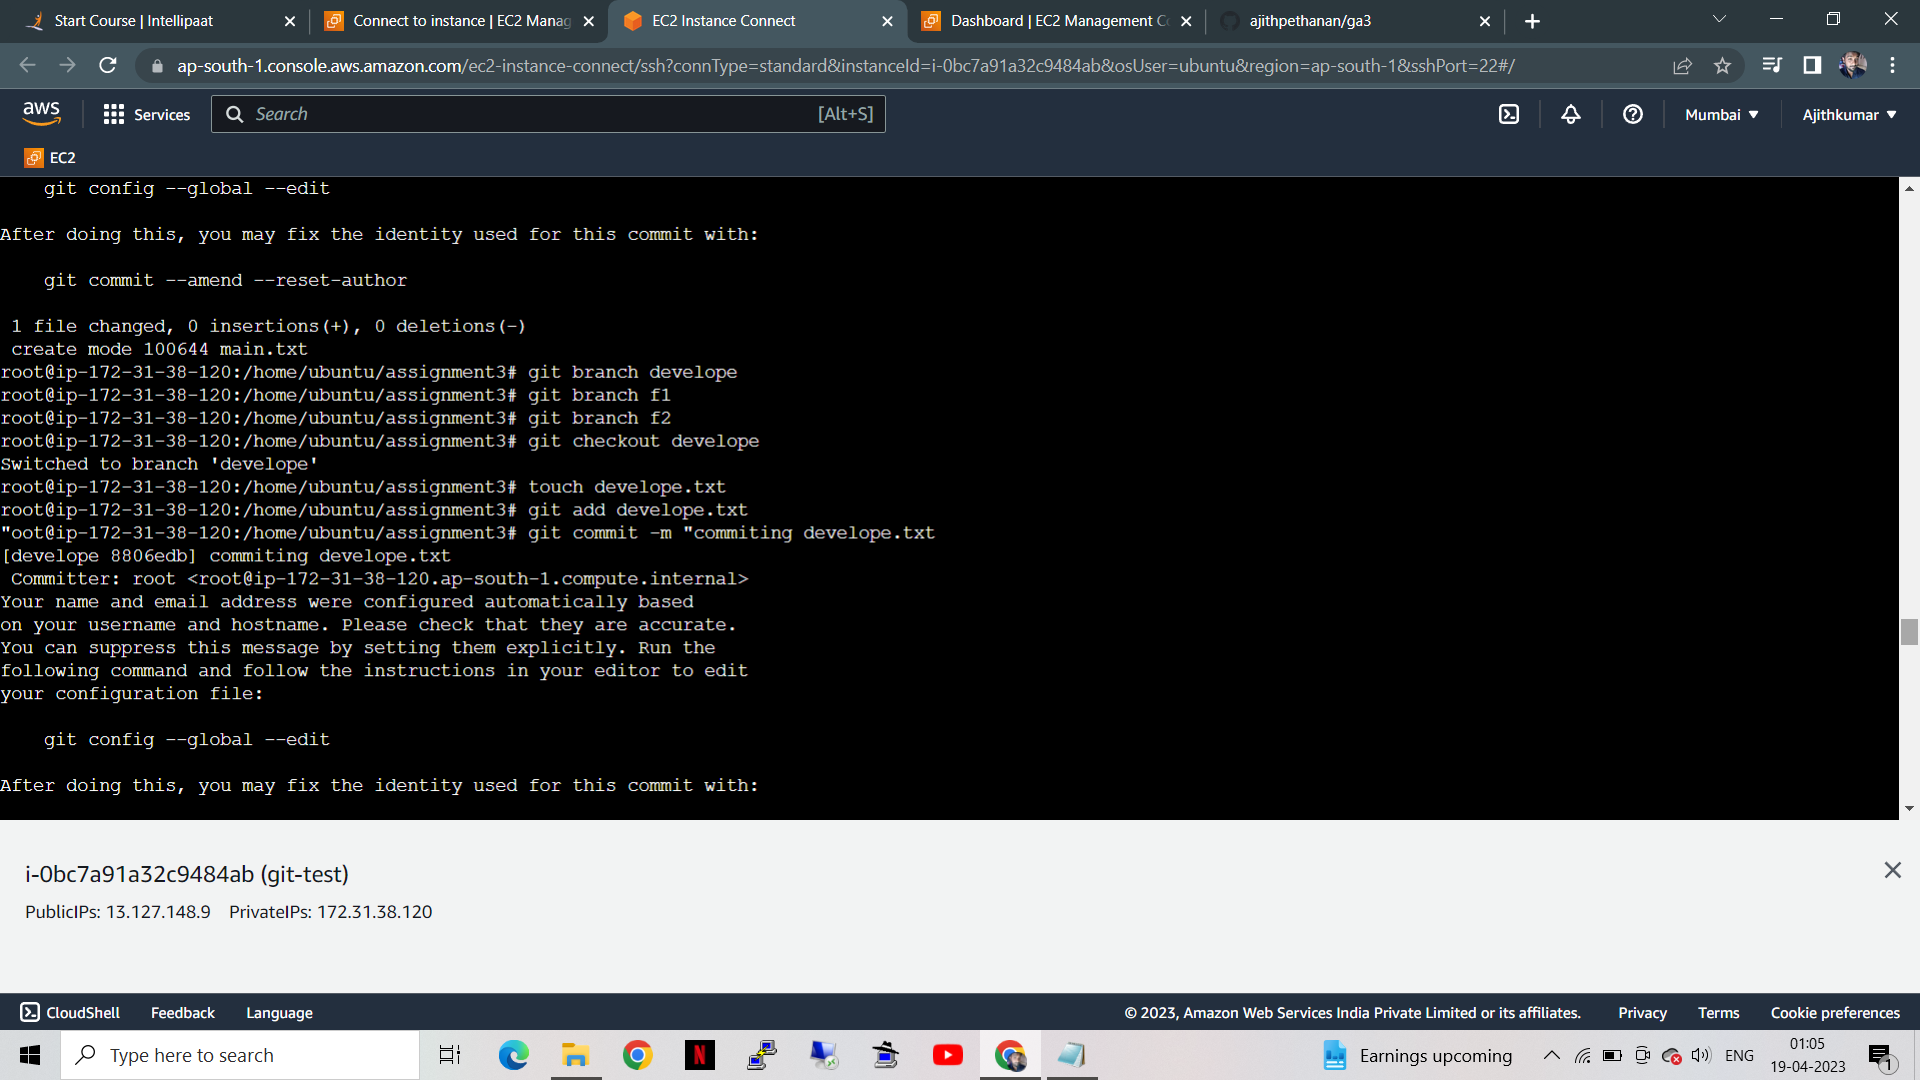 Start Course | Intellipaat
Connect to instance | EC2 Manag
EC2 Instance Connect
Dashboard | EC2 Management Co
ajithpethanan/ga3
ap-south-1.console.aws.amazon.com/ec2-instance-connect/ssh?connType=standard&instanceId=i-0bc7a91a32c9484ab&osUser=ubuntu&region=ap-south-1&sshPort=22#/
aws
Services
Search
[Alt+S]
Mumbai
Ajithkumar
EC2
git config --global --edit
After doing this, you may fix the identity used for this commit with:
git commit --amend --reset-author
1 file changed, 0 insertions(+), 0 deletions(-)
create mode 100644 main.txt
root@ip-172-31-38-120:/home/ubuntu/assignment3# git branch develope
root@ip-172-31-38-120:/home/ubuntu/assignment3# git branch f1
root@ip-172-31-38-120:/home/ubuntu/assignment3# git branch f2
root@ip-172-31-38-120:/home/ubuntu/assignment3# git checkout develope
Switched to branch 'develope'
root@ip-172-31-38-120:/home/ubuntu/assignment3# touch develope.txt
root@ip-172-31-38-120:/home/ubuntu/assignment3# git add develope.txt
"oot@ip-172-31-38-120:/home/ubuntu/assignment3# git commit -m "commiting develope.txt
[develope 8806edb] commiting develope.txt
Committer: root <root@ip-172-31-38-120.ap-south-1.compute.internal>
Your name and email address were configured automatically based
on your username and hostname. Please check that they are accurate.
You can suppress this message by setting them explicitly. Run the
following command and follow the instructions in your editor to edit
your configuration file:
git config --global --edit
After doing this, you may fix the identity used for this commit with:
i-0bc7a91a32c9484ab (git-test)
PublicIPs: 13.127.148.9 PrivateIPs: 172.31.38.120
CloudShell
Feedback
Language
© 2023, Amazon Web Services India Private Limited or its affiliates.
Privacy
Terms
Cookie preferences
Type here to search
N
Earnings upcoming
ENG
01:05
19-04-2023
1